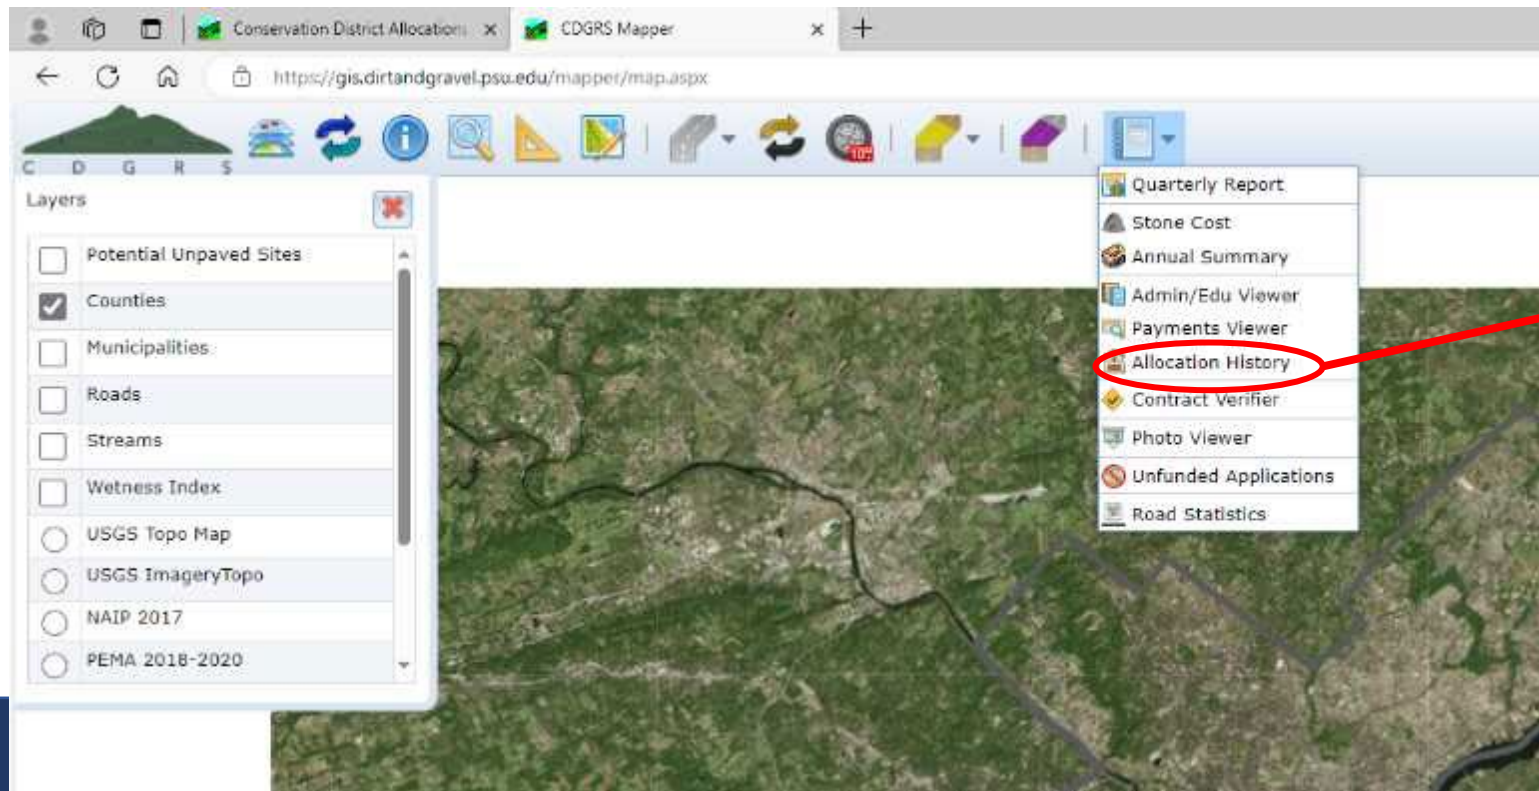 Conservation District Allocation
CDGRS Mapper
https://gis.dirtandgravel.psu.edu/mapper/map.aspx
C D G R S
Layers
Potential Unpaved Sites
Counties
Municipalities
Roads
Streams
Wetness Index
USGS Topo Map
USGS ImageryTopo
NAIP 2017
PEMA 2018-2020
Quarterly Report
Stone Cost
Annual Summary
Admin/Edu Viewer
Payments Viewer
Allocation History
Contract Verifier
Photo Viewer
Unfunded Applications
Road Statistics